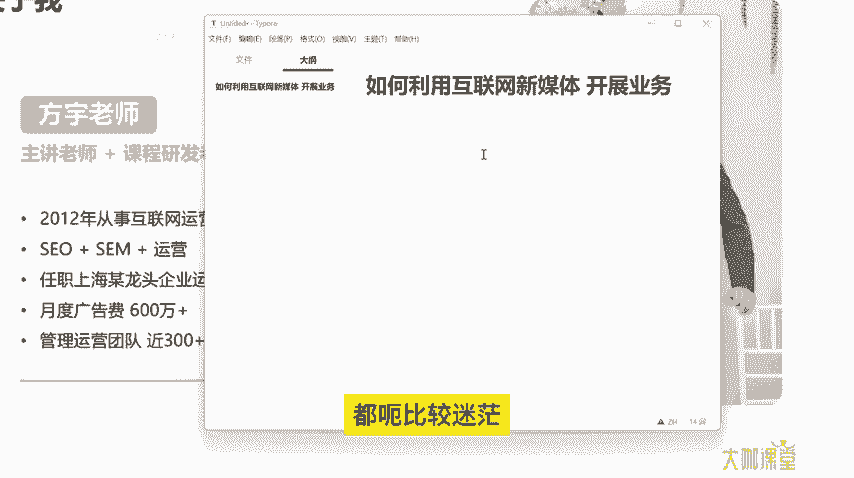 于我
方宇老师
主讲老师 + 课程研发
2012年从事互联网运营
SEO + SEM + 运营
任职上海某龙头企业运
月度广告费 600万+
管理运营团队 近300+
Untitled• - Typora
文件(F) 编辑(E) 段落(P) 格式(O) 视图(V) 主题(T) 帮助(H)
文件 大纲
如何利用互联网新媒体 开展业务
如何利用互联网新媒体 开展业务
都呃比较迷茫
ZH 14 词
大咖课堂